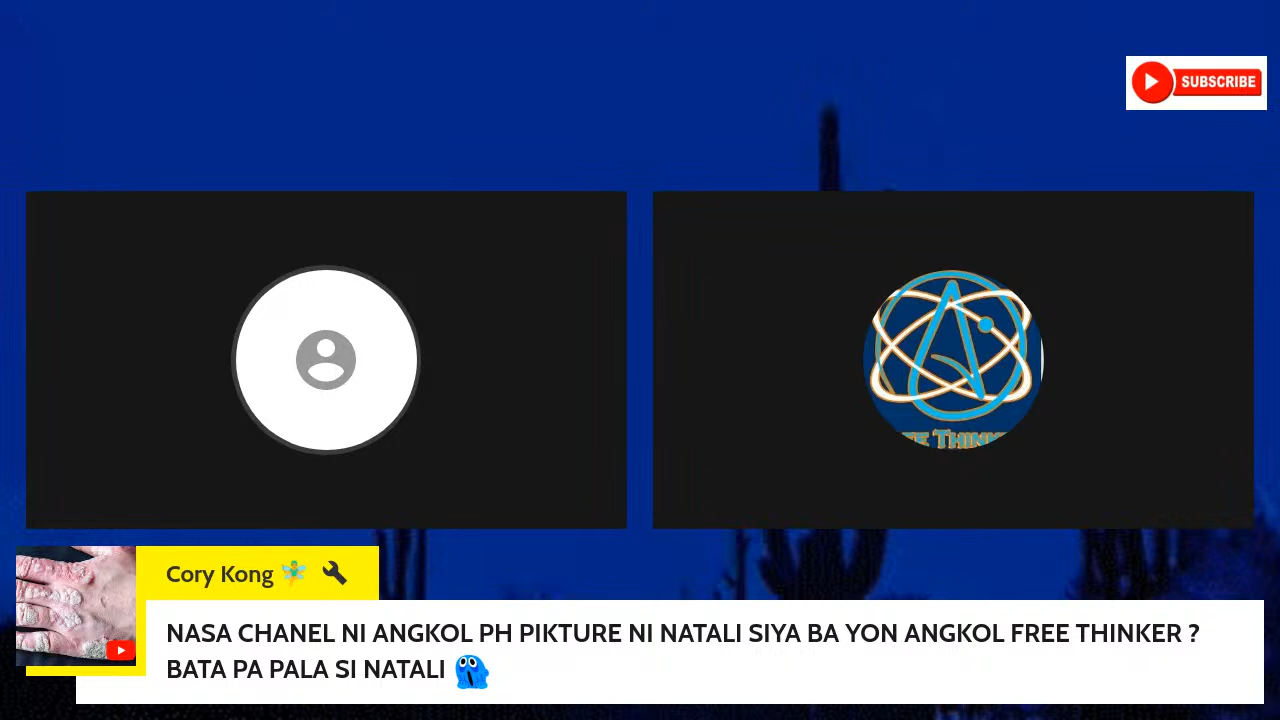 SUBSCRIBE
THIN
Cory Kong
NASA CHANEL NI ANGKOL PH PIKTURE NI NATALI SIYA BA YON ANGKOL FREE THINKER ?
BATA PA PALA SI NATALI